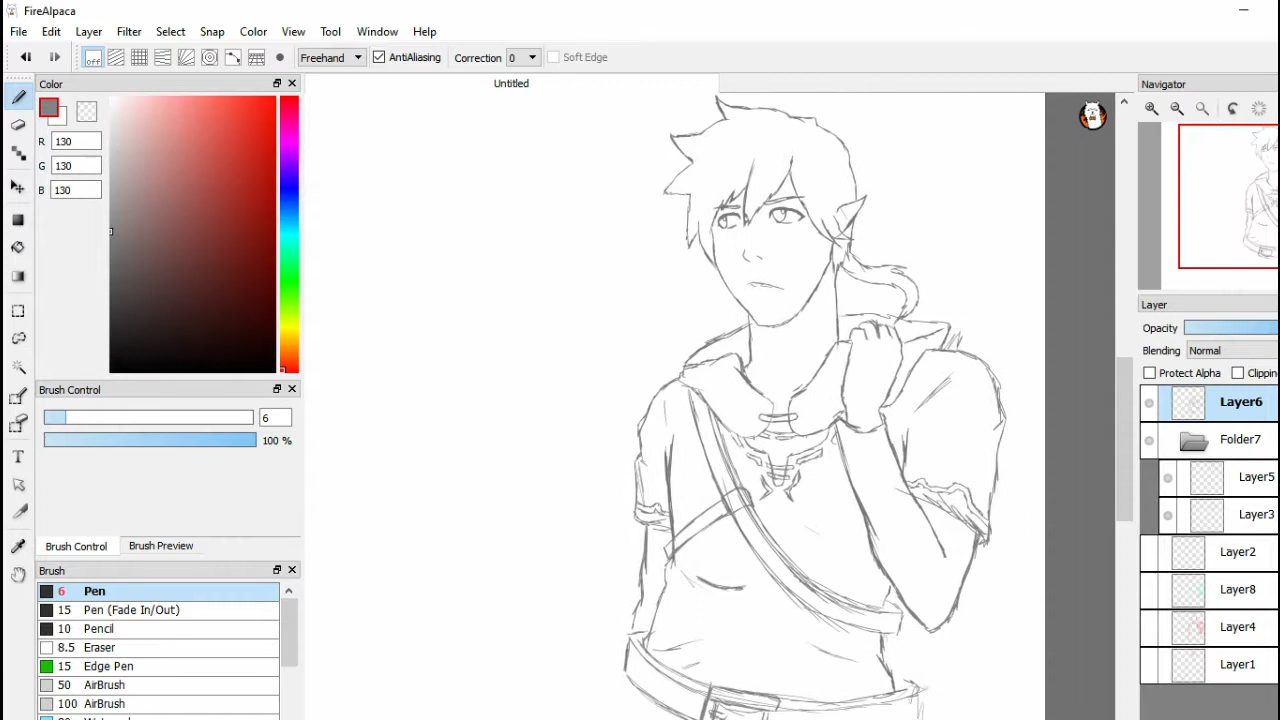 FireAlpaca
File Edit Layer Filter Select Snap Color View Tool Window Help
off Freehand AntiAliasing Correction 0 Soft Edge
Color
Untitled
Navigator
R 130
G 130
B 130
Layer
Opacity
Blending Normal
Protect Alpha Clipping
Brush Control
6
100 %
Layer6
Folder7
Layer5
Layer3
Layer2
Layer8
Layer4
Layer1
T
Brush Control Brush Preview
Brush
6 Pen
15 Pen (Fade In/Out)
10 Pencil
8.5 Eraser
15 Edge Pen
50 AirBrush
100 AirBrush